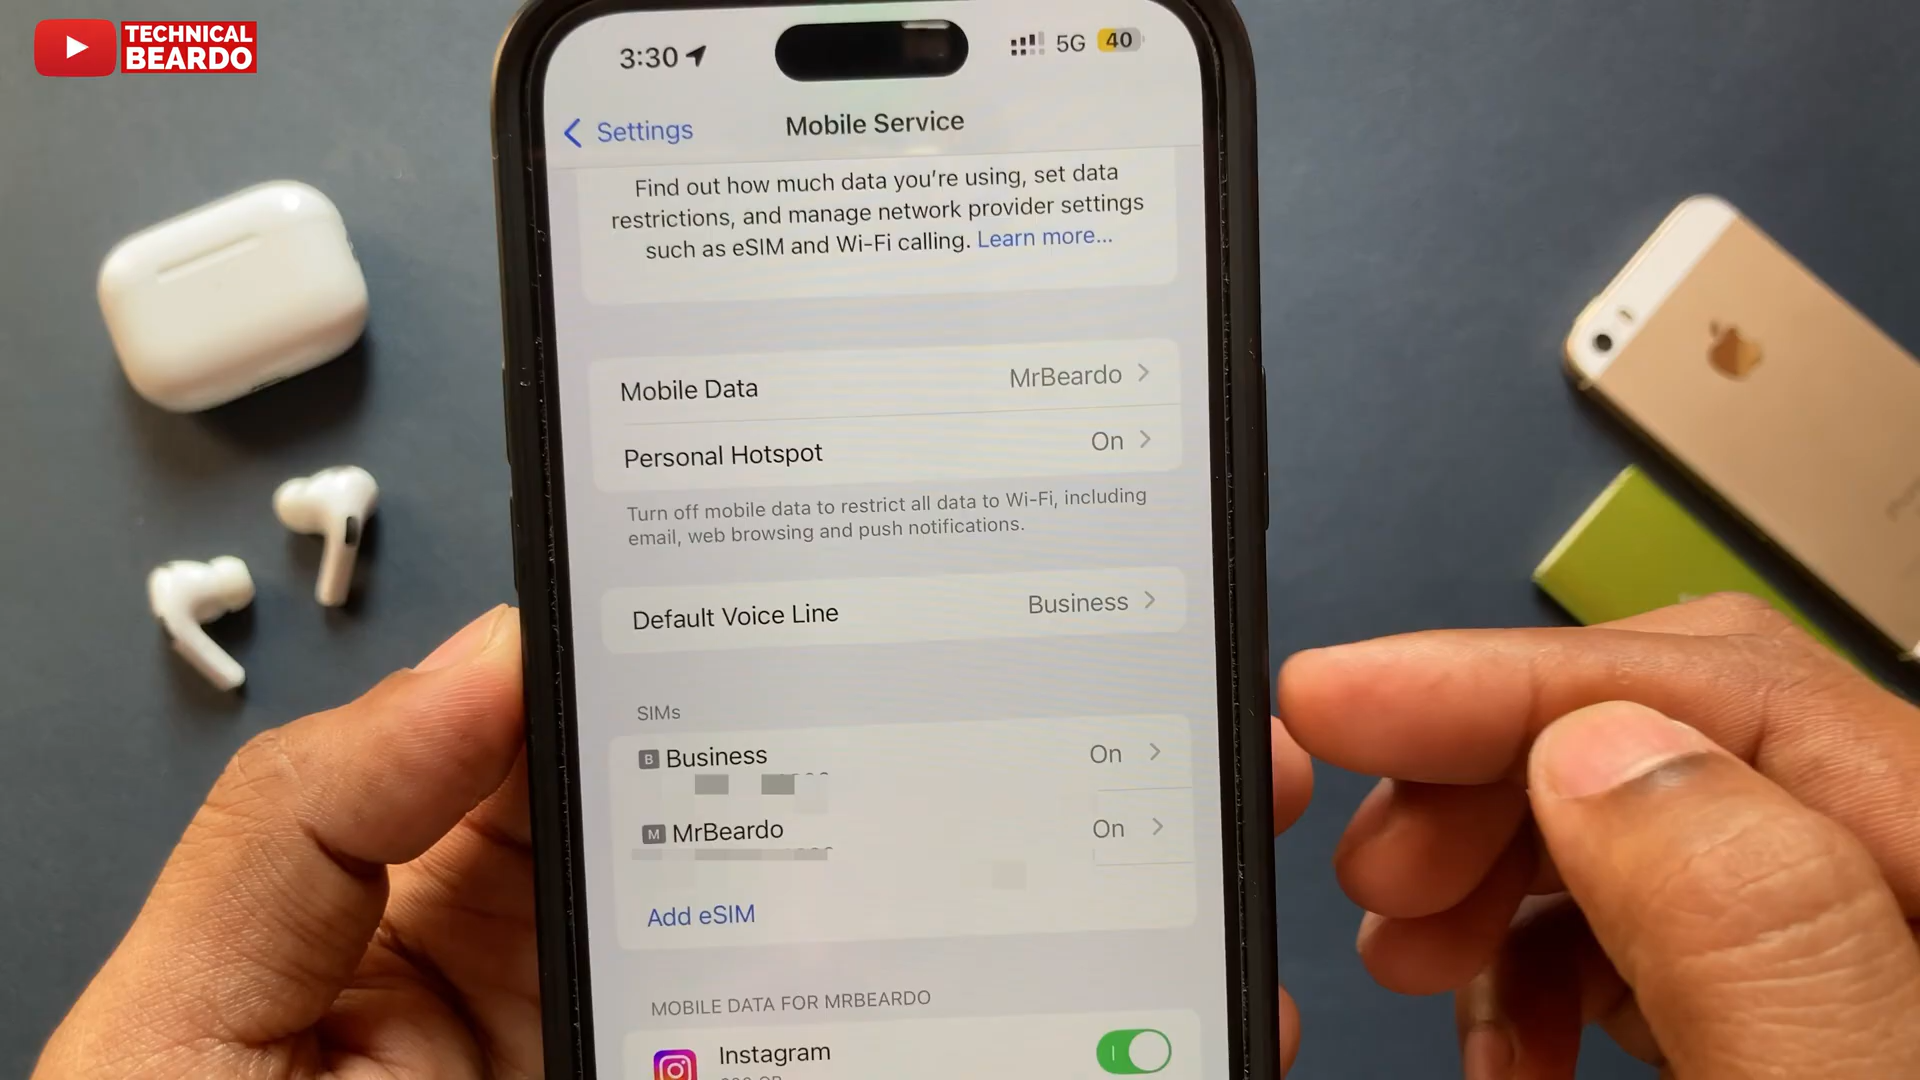 TECHNICAL
BEARDO
3:30
5G 40
Settings
Mobile Service
Find out how much data you're using, set data
restrictions, and manage network provider settings
such as eSIM and Wi-Fi calling. Learn more...
Mobile Data MrBeardo
Personal Hotspot On
Turn off mobile data to restrict all data to Wi-Fi, including
email, web browsing and push notifications.
Default Voice Line Business
SIMs
B Business On
M MrBeardo On
Add eSIM
MOBILE DATA FOR MRBEARDO
Instagram